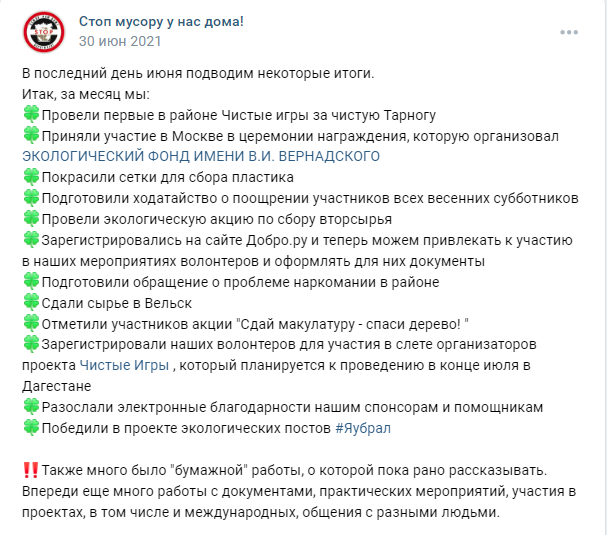 Стоп мусору у нас дома!
30 июн 2021
В последний день июня подводим некоторые итоги.
Итак, за месяц мы:
🍀Провели первые в районе Чистые игры за чистую Тарногу
🍀Приняли участие в Москве в церемонии награждения, которую организовал
ЭКОЛОГИЧЕСКИЙ ФОНД ИМЕНИ В.И. ВЕРНАДСКОГО
🍀Покрасили сетки для сбора пластика
🍀Подготовили ходатайство о поощрении участников всех весенних субботников
🍀Провели экологическую акцию по сбору вторсырья
🍀Зарегистрировались на сайте Добро.ру и теперь можем привлекать к участию
в наших мероприятиях волонтеров и оформлять для них документы
🍀Подготовили обращение о проблеме наркомании в районе
🍀Сдали сырье в Вельск
🍀Отметили участников акции "Сдай макулатуру - спаси дерево! "
🍀Зарегистрировали наших волонтеров для участия в слете организаторов
проекта Чистые Игры , который планируется к проведению в конце июля в
Дагестане
🍀Разослали электронные благодарности нашим спонсорам и помощникам
🍀Победили в проекте экологических постов #Яубрал
‼Также много было "бумажной" работы, о которой пока рано рассказывать.
Впереди еще много работы с документами, практических мероприятий, участия в
проектах, в том числе и международных, общения с разными людьми.